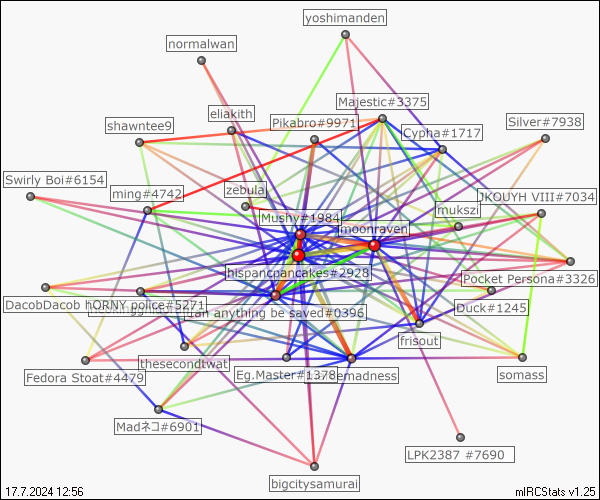 yoshimanden
normalwan
Majestic#3375
eliakith
Pikabro#9971
Silver#7938
shawntee9
Cypha#1717
Swirly Boi#6154
ming#4742
zebula
JKOUYH VIII#7034
mukszi
Mushy#1984
moonraven
hispancpancakes#2928
Pocket Persona#3326
DacobDacob
hORNY police#5271
can anything be saved#0396
Duck#1245
frisout
thesecondtwat
Fedora Stoat#4479
Eg.Master#1378
emadness
somass
Madネコ#6901
LPK2387 #7690
bigcitysamurai
17.7.2024 12:56
mIRCStats v1.25